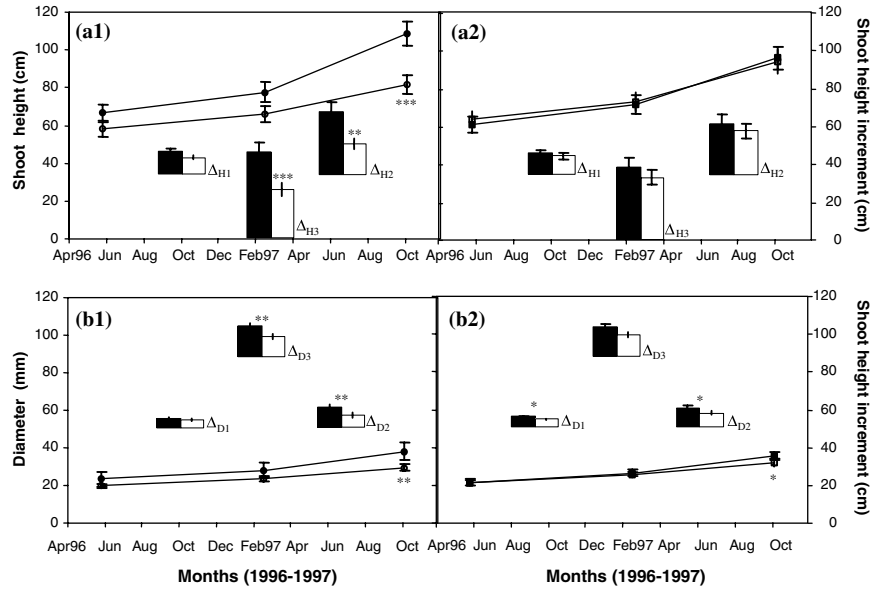 (a1)
(a2)
Shoot height (cm)
120
100
80
60
40
20
0
***
**
***
ΔH1
ΔH2
ΔH3
ΔH1
ΔH2
ΔH3
120
100
80
60
40
20
0
Shoot height increment (cm)
Apr96 Jun Aug Oct Dec Feb97 Apr Jun Aug Oct
Apr96 Jun Aug Oct Dec Feb97 Apr Jun Aug Oct
(b1)
(b2)
Diameter (mm)
120
100
80
60
40
20
0
**
**
**
ΔD3
ΔD1
ΔD2
*
*
*
ΔD3
ΔD1
ΔD2
120
100
80
60
40
20
0
Shoot height increment (cm)
Apr96 Jun Aug Oct Dec Feb97 Apr Jun Aug Oct
Apr96 Jun Aug Oct Dec Feb97 Apr Jun Aug Oct
Months (1996-1997)
Months (1996-1997)